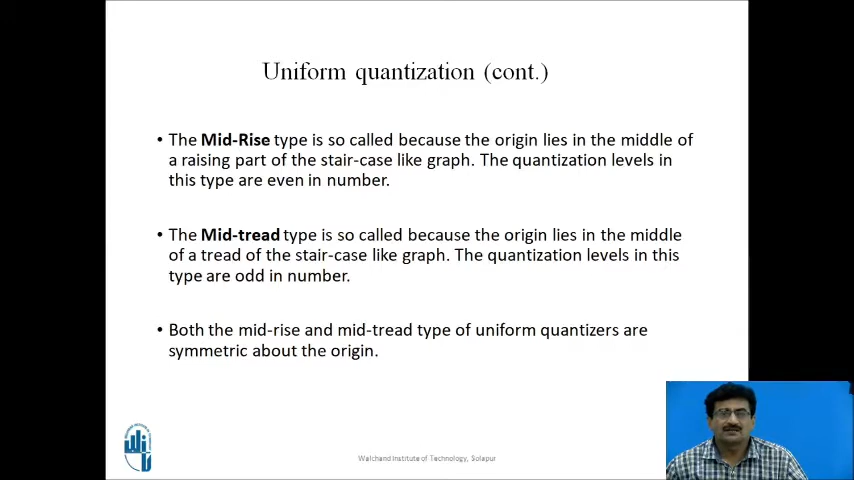 Uniform quantization (cont.)
• The Mid-Rise type is so called because the origin lies in the middle of
a raising part of the stair-case like graph. The quantization levels in
this type are even in number.
• The Mid-tread type is so called because the origin lies in the middle
of a tread of the stair-case like graph. The quantization levels in this
type are odd in number.
• Both the mid-rise and mid-tread type of uniform quantizers are
symmetric about the origin.
Walchand Institute of Technology, Solapur